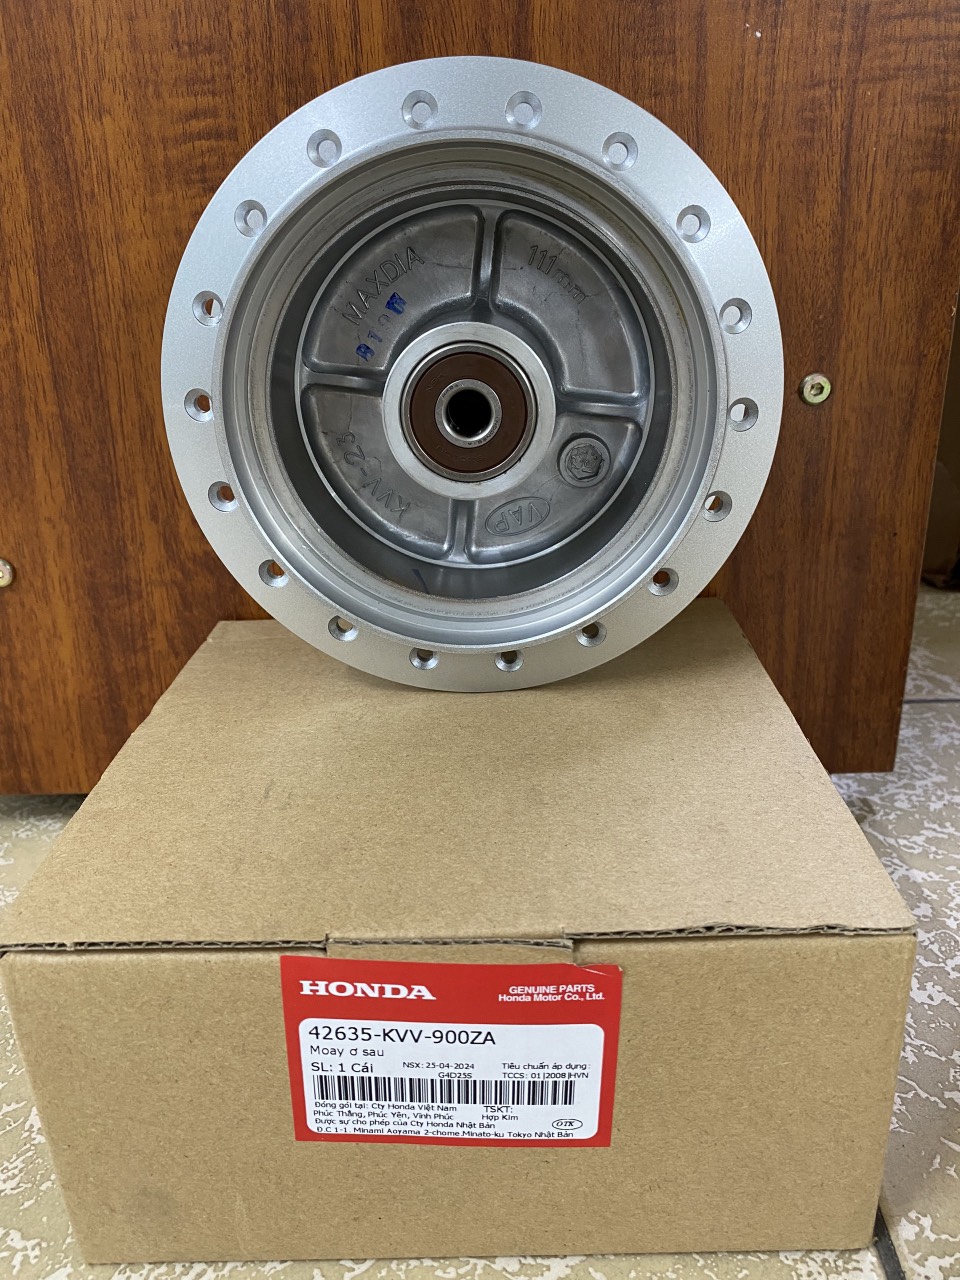 MAXDIA
111mm
KVV-Z5
VAP
HONDA
GENUINE PARTS
Honda Motor Co., Ltd.
42635-KVV-900ZA
Moay ơ sau
SL: 1 Cái
NSX: 25-04-2024
G4D25S
Tiêu chuẩn áp dụng:
TCCS: 01|2008|HVN
Đóng gói tại: Cty Honda Việt Nam
Phúc Thắng, Phúc Yên, Vĩnh Phúc
TSKT:
Hợp Kim
Được sự cho phép của Cty Honda Nhật Bản
Đ.C 1-1. Minami Aoyama 2-chome.Minato-ku Tokyo Nhật Bản
OTK